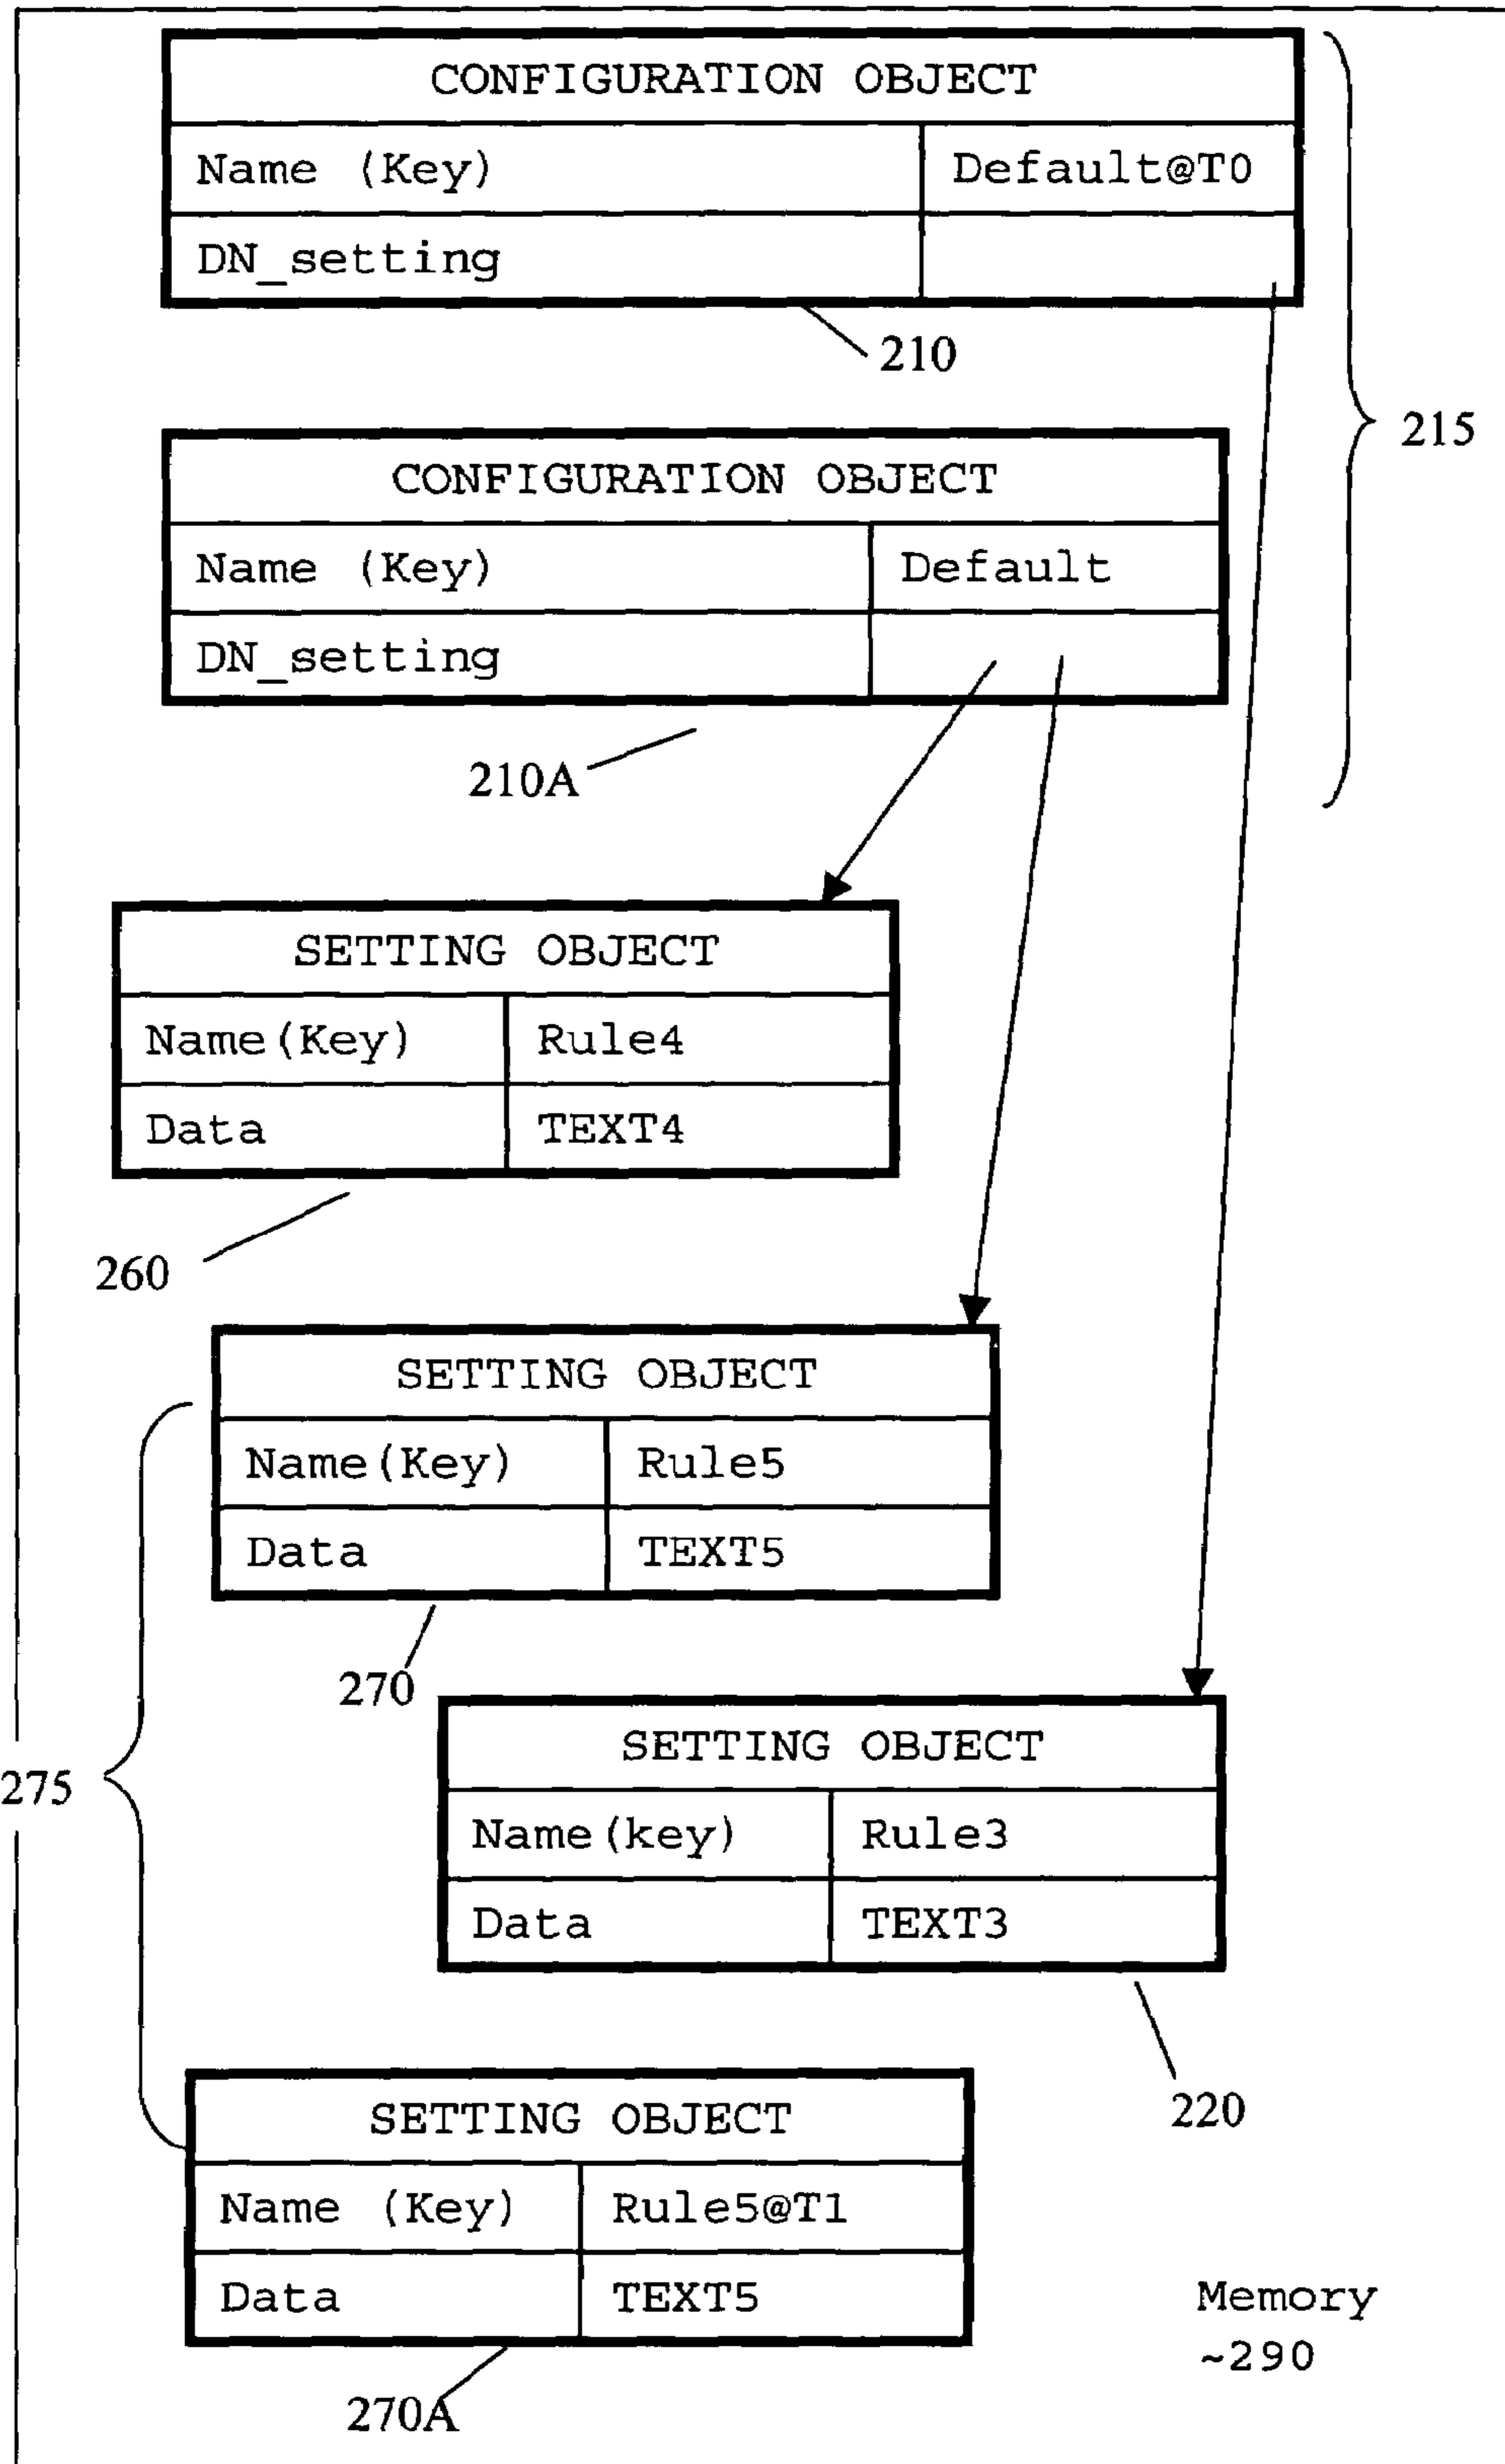 CONFIGURATION OBJECT
Name (Key) Default@T0
DN_setting
210
215
CONFIGURATION OBJECT
Name (Key) Default
DN_setting
210A
SETTING OBJECT
Name(Key) Rule4
Data TEXT4
260
SETTING OBJECT
Name(Key) Rule5
Data TEXT5
270
275
SETTING OBJECT
Name(key) Rule3
Data TEXT3
220
SETTING OBJECT
Name (Key) Rule5@T1
Data TEXT5
270A
Memory
~290